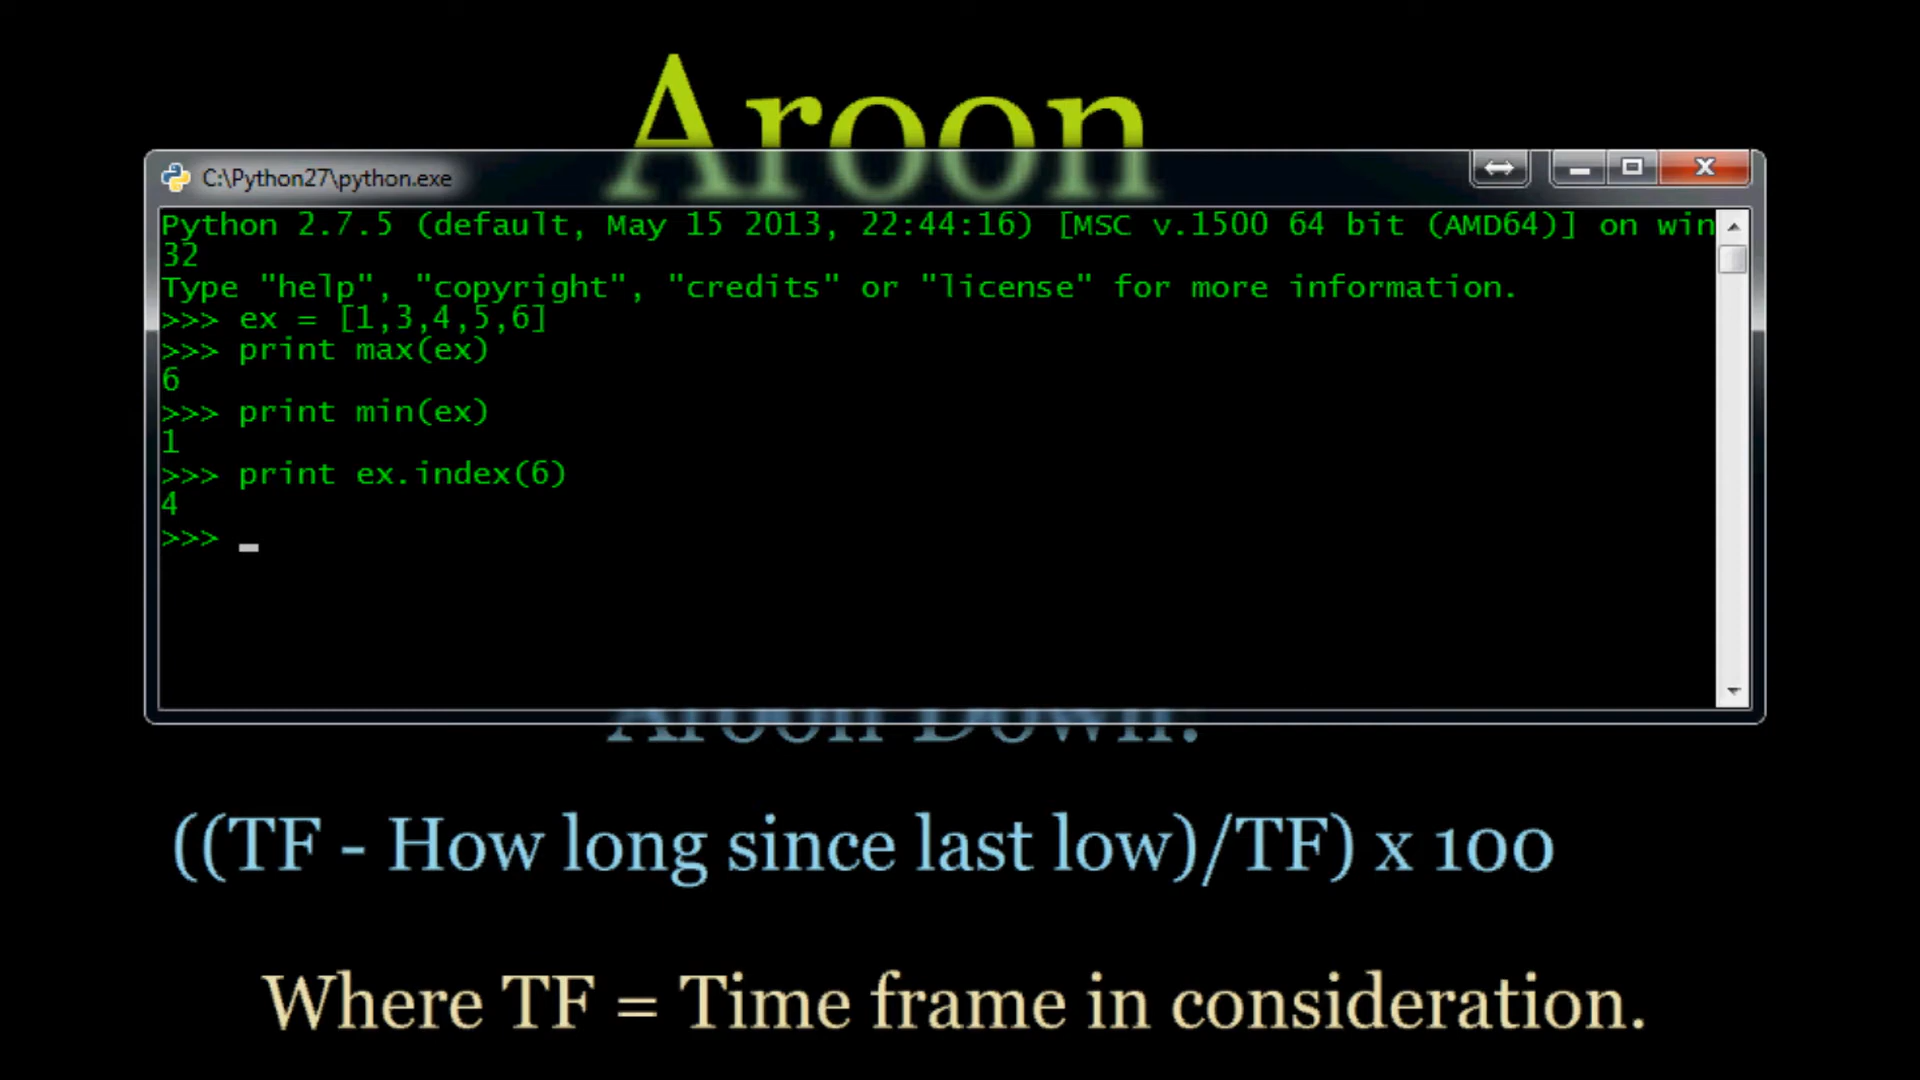 Aroon
C:\Python27\python.exe
Python 2.7.5 (default, May 15 2013, 22:44:16) [MSC v.1500 64 bit (AMD64)] on win
32
Type "help", "copyright", "credits" or "license" for more information.
>>> ex = [1,3,4,5,6]
>>> print max(ex)
6
>>> print min(ex)
1
>>> print ex.index(6)
4
>>> _
Aroon Down:
((TF - How long since last low)/TF) x 100
Where TF = Time frame in consideration.